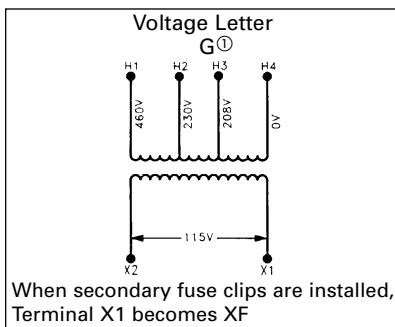 Voltage Letter
G①
H1 H2 H3 H4
460V 230V 208V 0V
115V
X2 X1
When secondary fuse clips are installed,
Terminal X1 becomes XF